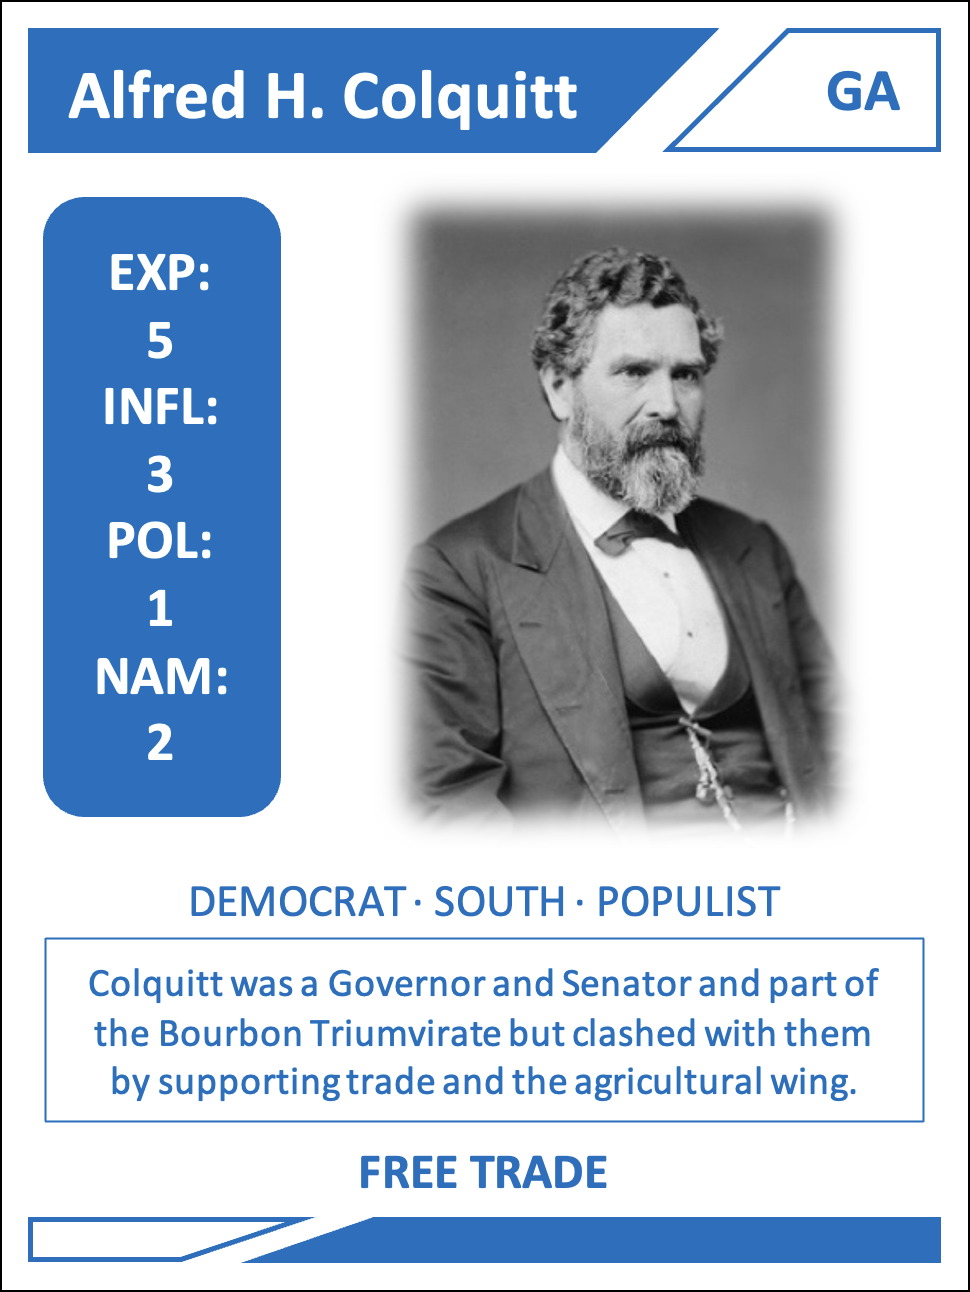 Alfred H. Colquitt
GA
EXP:
5
INFL:
3
POL:
1
NAM:
2
DEMOCRAT · SOUTH · POPULIST
Colquitt was a Governor and Senator and part of
the Bourbon Triumvirate but clashed with them
by supporting trade and the agricultural wing.
FREE TRADE